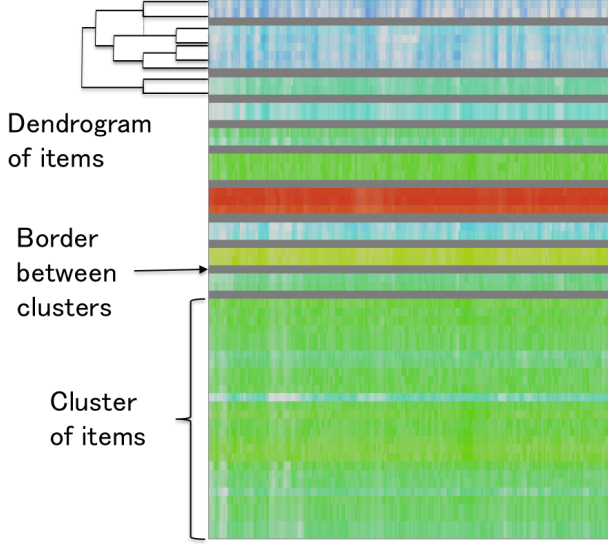 Dendrogram
of items
Border
between
clusters
Cluster
of items